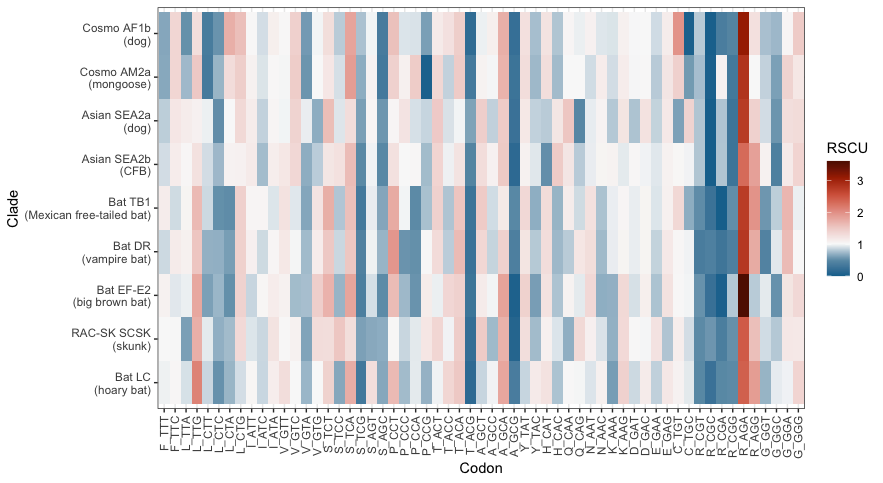 Cosmo AF1b
(dog)
Cosmo AM2a
(mongoose)
Asian SEA2a
(dog)
Asian SEA2b
(CFB)
Bat TB1
(Mexican free-tailed bat)
Bat DR
(vampire bat)
Bat EF-E2
(big brown bat)
RAC-SK SCSK
(skunk)
Bat LC
(hoary bat)
Clade
F_TTT
F_TTC
L_TTA
L_TTG
L_CTT
L_CTC
L_CTA
L_CTG
I_ATT
I_ATC
I_ATA
V_GTT
V_GTC
V_GTA
V_GTG
S_TCT
S_TCC
S_TCA
S_TCG
S_AGT
S_AGC
P_CCT
P_CCC
P_CCA
P_CCG
T_ACT
T_ACC
T_ACA
T_ACG
A_GCT
A_GCC
A_GCA
A_GCG
Y_TAT
Y_TAC
H_CAT
H_CAC
Q_CAA
Q_CAG
N_AAT
N_AAC
K_AAA
K_AAG
D_GAT
D_GAC
E_GAA
E_GAG
C_TGT
C_TGC
R_CGT
R_CGC
R_CGA
R_CGG
R_AGA
R_AGG
G_GGT
G_GGC
G_GGA
G_GGG
Codon
RSCU
3
2
1
0